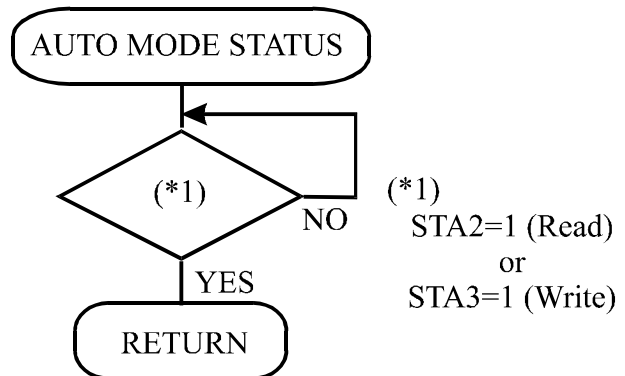 AUTO MODE STATUS
(*1)
NO
YES
RETURN
(*1)
STA2=1 (Read)
or
STA3=1 (Write)